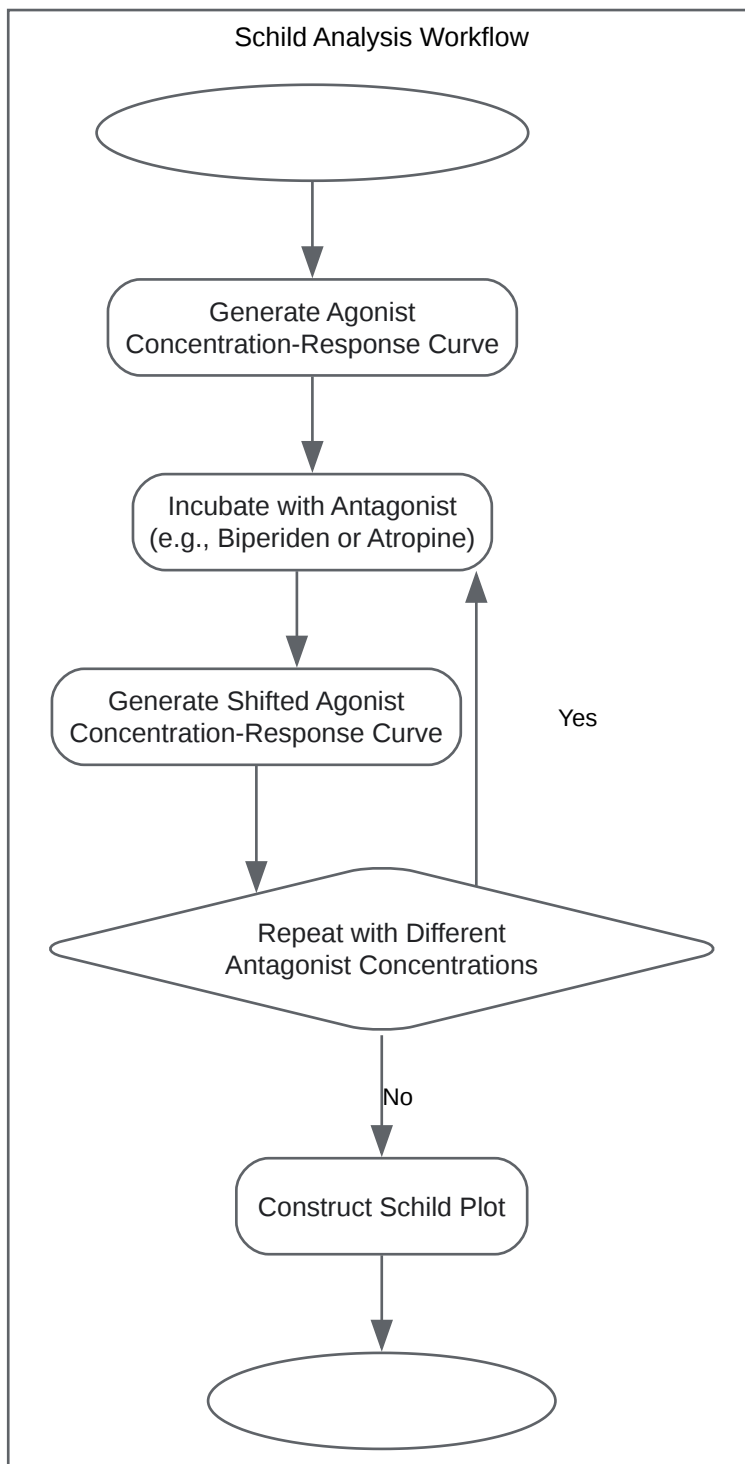 Schild Analysis Workflow
Generate Agonist
Concentration-Response Curve
Incubate with Antagonist
(e.g., Biperiden or Atropine)
Generate Shifted Agonist
Concentration-Response Curve
Yes
Repeat with Different
Antagonist Concentrations
No
Construct Schild Plot